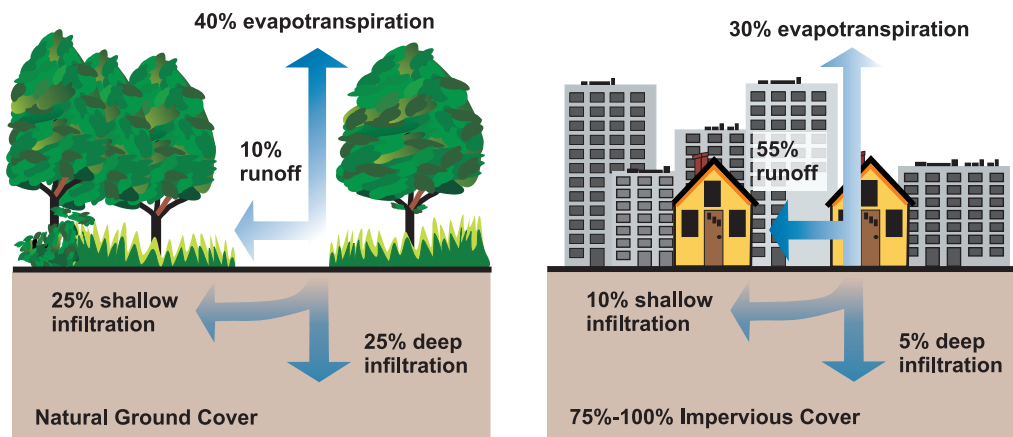 40% evapotranspiration
10%
runoff
25% shallow
infiltration
25% deep
infiltration
Natural Ground Cover
30% evapotranspiration
55%
runoff
10% shallow
infiltration
5% deep
infiltration
75%-100% Impervious Cover